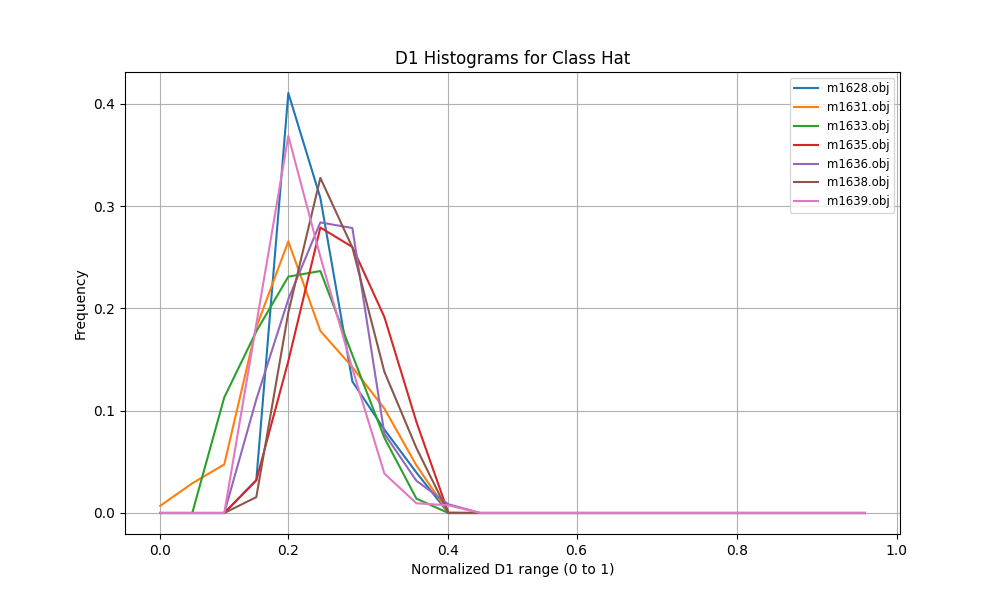 D1 Histograms for Class Hat
m1628.obj
m1631.obj
m1633.obj
m1635.obj
m1636.obj
m1638.obj
m1639.obj
0.4
0.3
0.2
0.1
0.0
Frequency
0.0 0.2 0.4 0.6 0.8 1.0
Normalized D1 range (0 to 1)